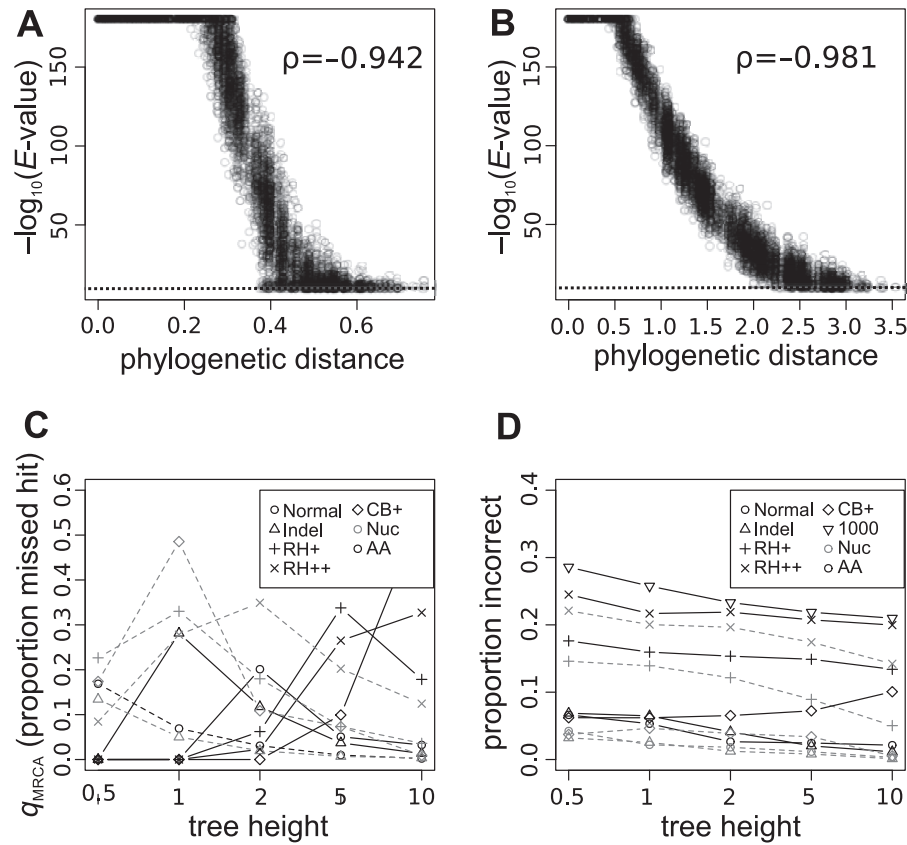 A
ρ=–0.942
–log10(E-value)
150
100
50
0.0 0.2 0.4 0.6
phylogenetic distance
B
ρ=–0.981
–log10(E-value)
150
100
50
0.0 0.5 1.0 1.5 2.0 2.5 3.0 3.5
phylogenetic distance
C
qMRCA (proportion missed hit)
0.6
0.5
0.4
0.3
0.2
0.1
0.0
Normal CB+
Indel Nuc
RH+ AA
RH++
0.5 1 2 5 10
tree height
D
proportion incorrect
0.4
0.3
0.2
0.1
0.0
Normal CB+
Indel 1000
RH+ Nuc
RH++ AA
0.5 1 2 5 10
tree height